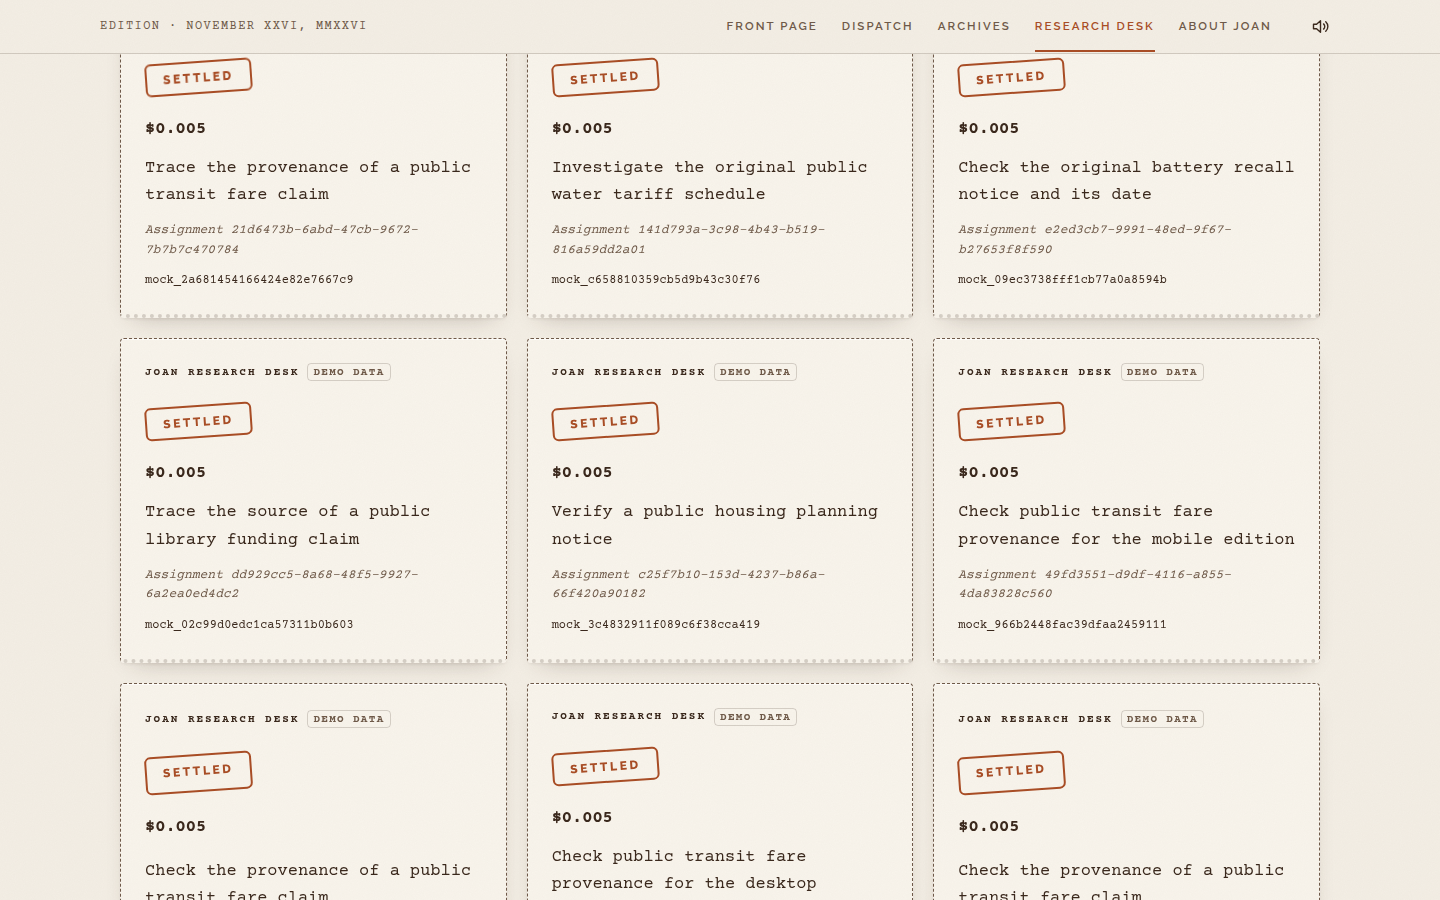 EDITION · NOVEMBER XXVI, MMXXVI
FRONT PAGE
DISPATCH
ARCHIVES
RESEARCH DESK
ABOUT JOAN
SETTLED
$0.005
Trace the provenance of a public
transit fare claim
Assignment 21d6473b-6abd-47cb-9672-
7b7b7c470784
mock_2a681454166424e82e7667c9
SETTLED
$0.005
Investigate the original public
water tariff schedule
Assignment 141d793a-3c98-4b43-b519-
816a59dd2a01
mock_c658810359cb5d9b43c30f76
SETTLED
$0.005
Check the original battery recall
notice and its date
Assignment e2ed3cb7-9991-48ed-9f67-
b27653f8f590
mock_09ec3738fff1cb77a0a8594b
JOAN RESEARCH DESK DEMO DATA
SETTLED
$0.005
Trace the source of a public
library funding claim
Assignment dd929cc5-8a68-48f5-9927-
6a2ea0ed4dc2
mock_02c99d0edc1ca57311b0b603
JOAN RESEARCH DESK DEMO DATA
SETTLED
$0.005
Verify a public housing planning
notice
Assignment c25f7b10-153d-4237-b86a-
66f420a90182
mock_3c4832911f089c6f38cca419
JOAN RESEARCH DESK DEMO DATA
SETTLED
$0.005
Check public transit fare
provenance for the mobile edition
Assignment 49fd3551-d9df-4116-a855-
4da83828c560
mock_966b2448fac39dfaa2459111
JOAN RESEARCH DESK DEMO DATA
SETTLED
$0.005
Check the provenance of a public
transit fare claim
JOAN RESEARCH DESK DEMO DATA
SETTLED
$0.005
Check public transit fare
provenance for the desktop
JOAN RESEARCH DESK DEMO DATA
SETTLED
$0.005
Check the provenance of a public
transit fare claim